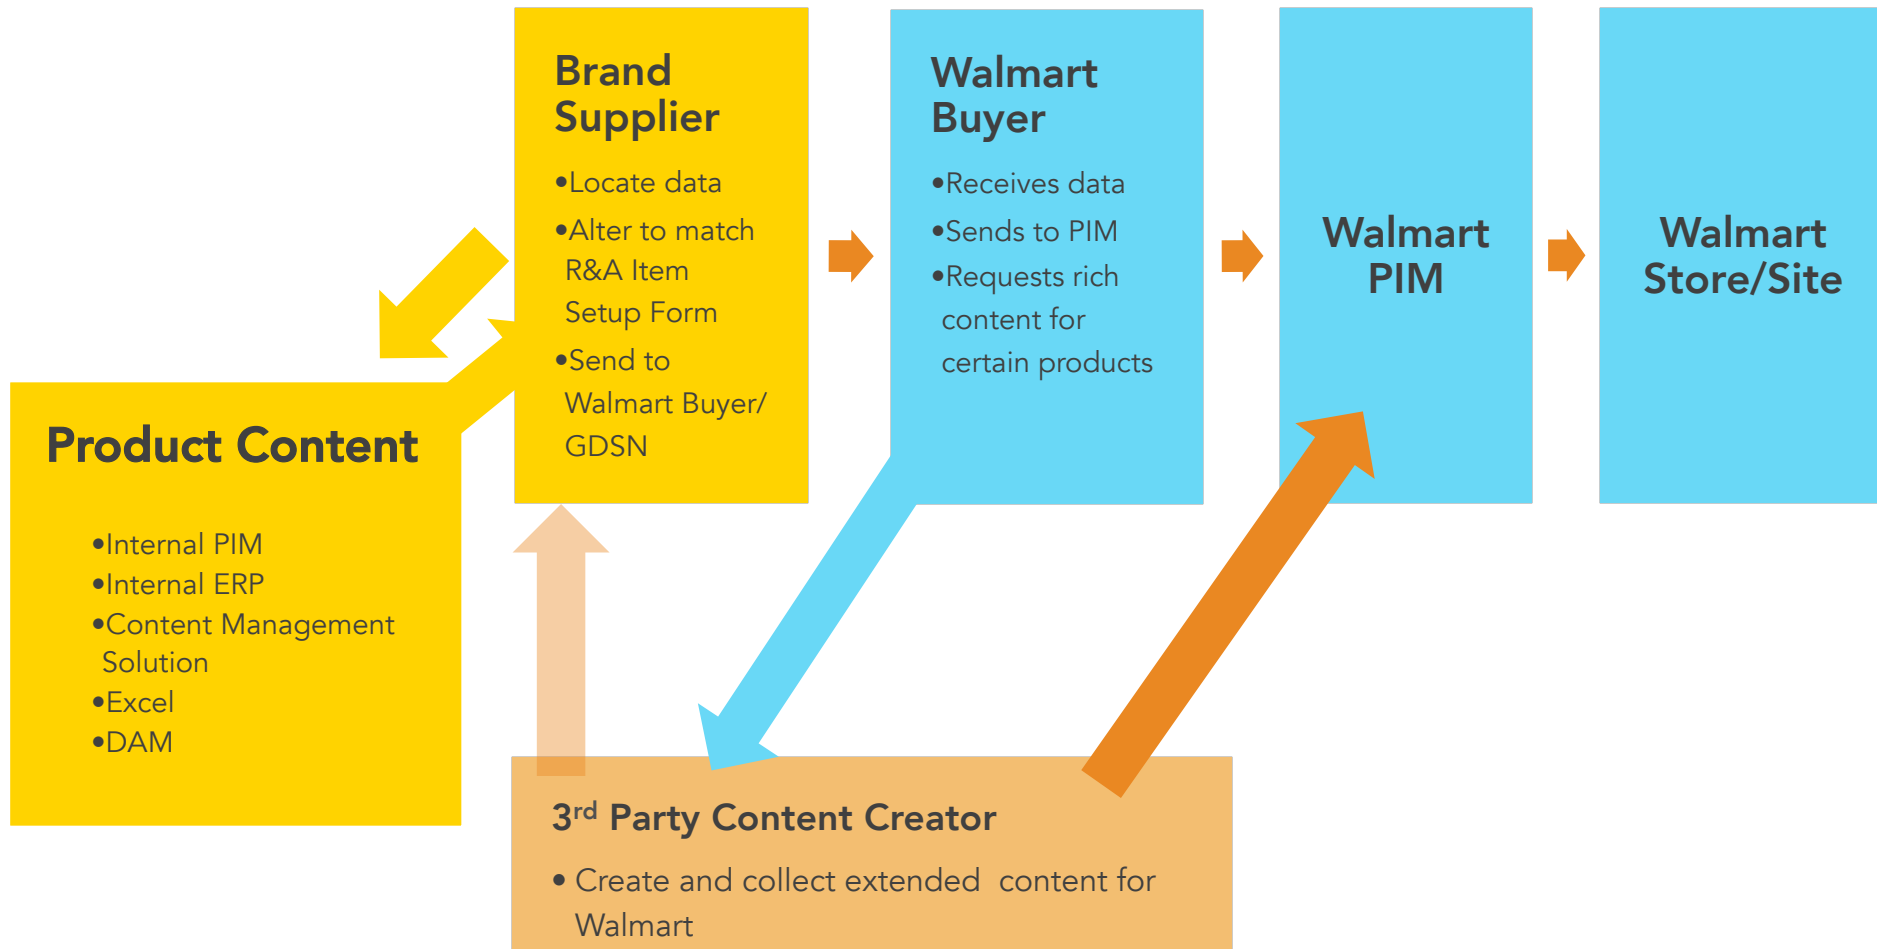 Brand
Supplier
•Locate data
•Alter to match
R&A Item
Setup Form
•Send to
Walmart Buyer/
GDSN
Walmart
Buyer
•Receives data
•Sends to PIM
•Requests rich
content for
certain products
Walmart
PIM
Walmart
Store/Site
Product Content
•Internal PIM
•Internal ERP
•Content Management
Solution
•Excel
•DAM
3rd Party Content Creator
• Create and collect extended content for
Walmart